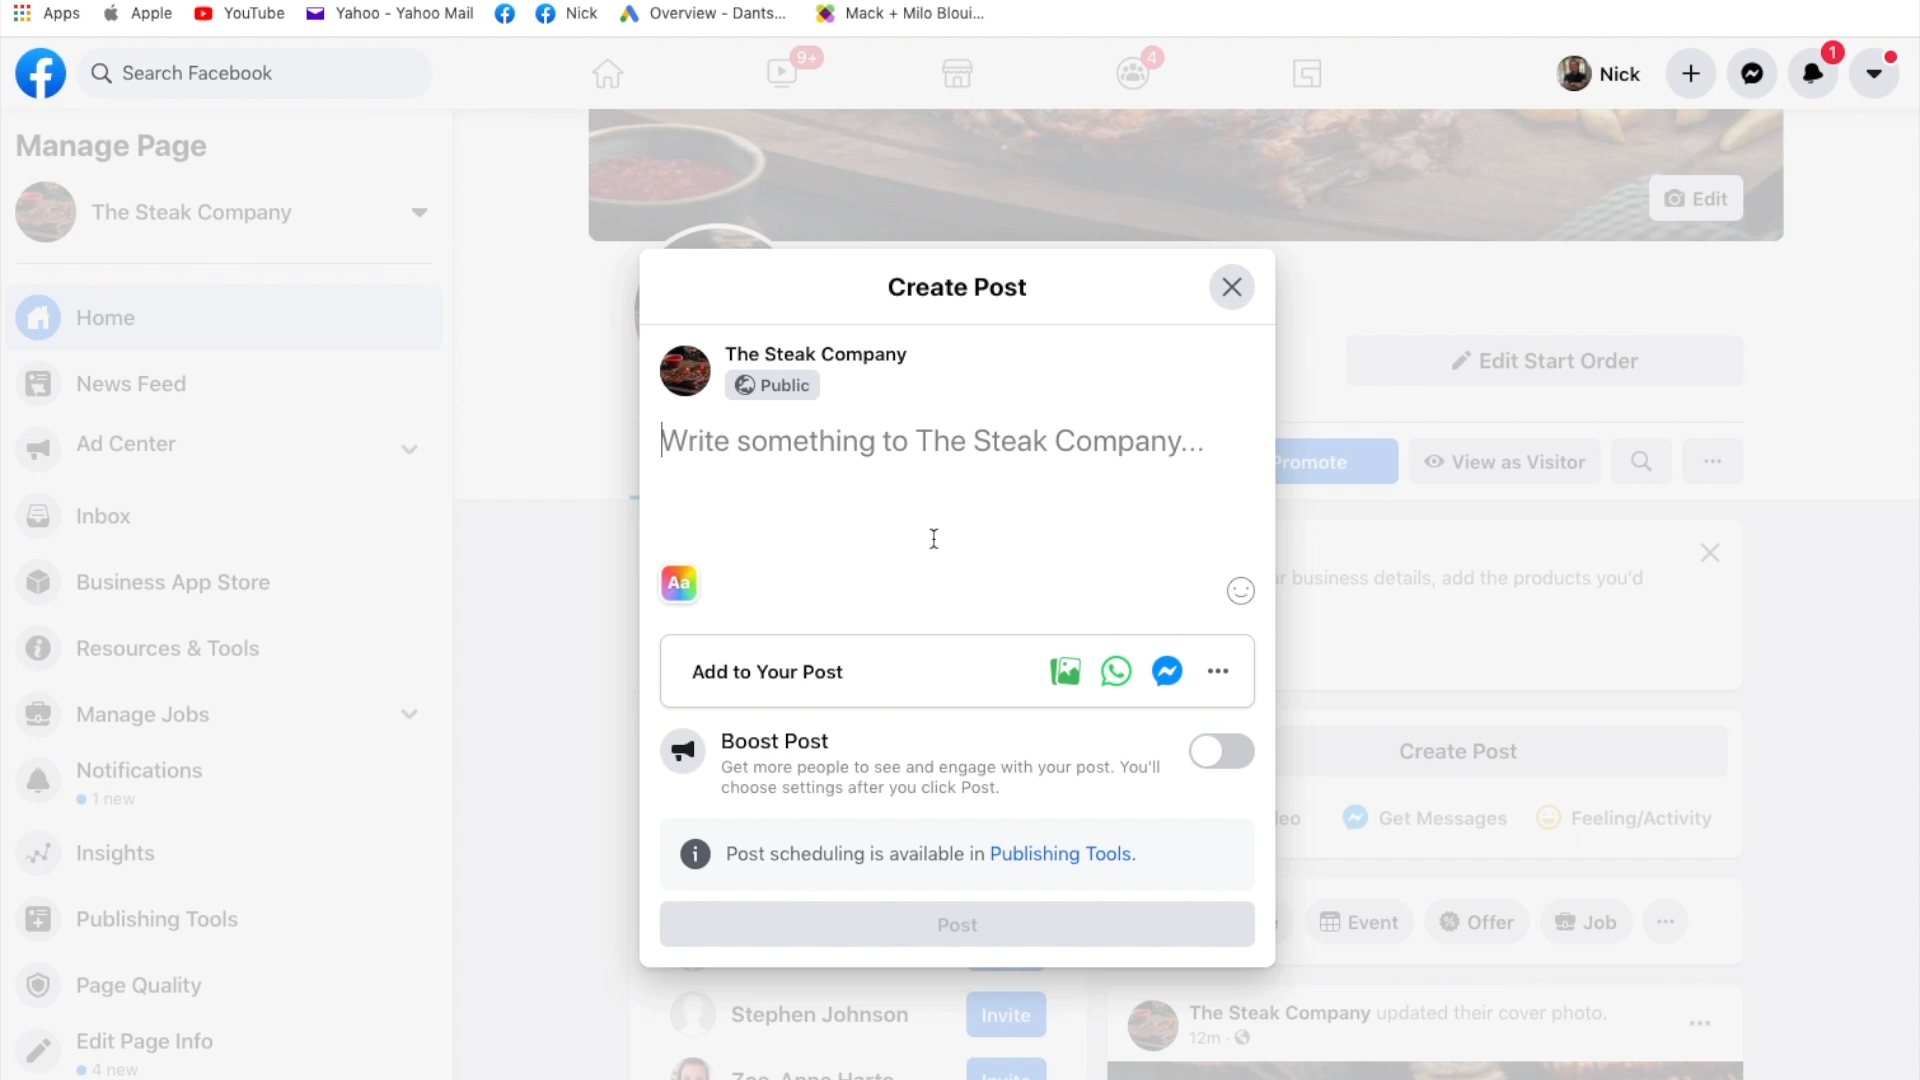 Apps
Apple
YouTube
Yahoo - Yahoo Mail
Nick
Overview - Dants...
Mack + Milo Bloui...
Search Facebook
9+
4
Nick
1
Manage Page
The Steak Company
Home
News Feed
Ad Center
Inbox
Business App Store
Resources & Tools
Manage Jobs
Notifications
1 new
Insights
Publishing Tools
Page Quality
Edit Page Info
4 new
Edit
Edit Start Order
Promote
View as Visitor
r business details, add the products you'd
Create Post
The Steak Company
Public
Write something to The Steak Company...
Aa
Add to Your Post
Boost Post
Get more people to see and engage with your post. You'll
choose settings after you click Post.
Post scheduling is available in Publishing Tools.
Post
Create Post
eo
Get Messages
Feeling/Activity
Event
Offer
Job
Stephen Johnson
Invite
The Steak Company updated their cover photo.
12m ·